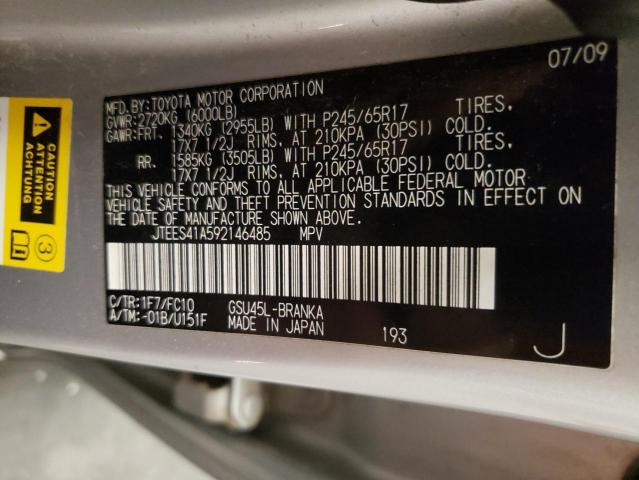 07/09
MFD. BY: TOYOTA MOTOR CORPORATION
GVWR: 2720KG (6000LB)
GAWR: FRT. 1340KG (2955LB) WITH P245/65R17 TIRES,
17X7 1/2J RIMS, AT 210KPA (30PSI) COLD.
RR. 1585KG (3505LB) WITH P245/65R17 TIRES,
17X7 1/2J RIMS, AT 210KPA (30PSI) COLD.
THIS VEHICLE CONFORMS TO ALL APPLICABLE FEDERAL MOTOR
VEHICLE SAFETY AND THEFT PREVENTION STANDARDS IN EFFECT ON
THE DATE OF MANUFACTURE SHOWN ABOVE.
JTEES41A592146485 MPV
C/TR: 1F7/FC10 GSU45L-BRANKA
A/TM: -01B/U151F MADE IN JAPAN 193
J
CAUTION
ATTENTION
ACHTUNG
3